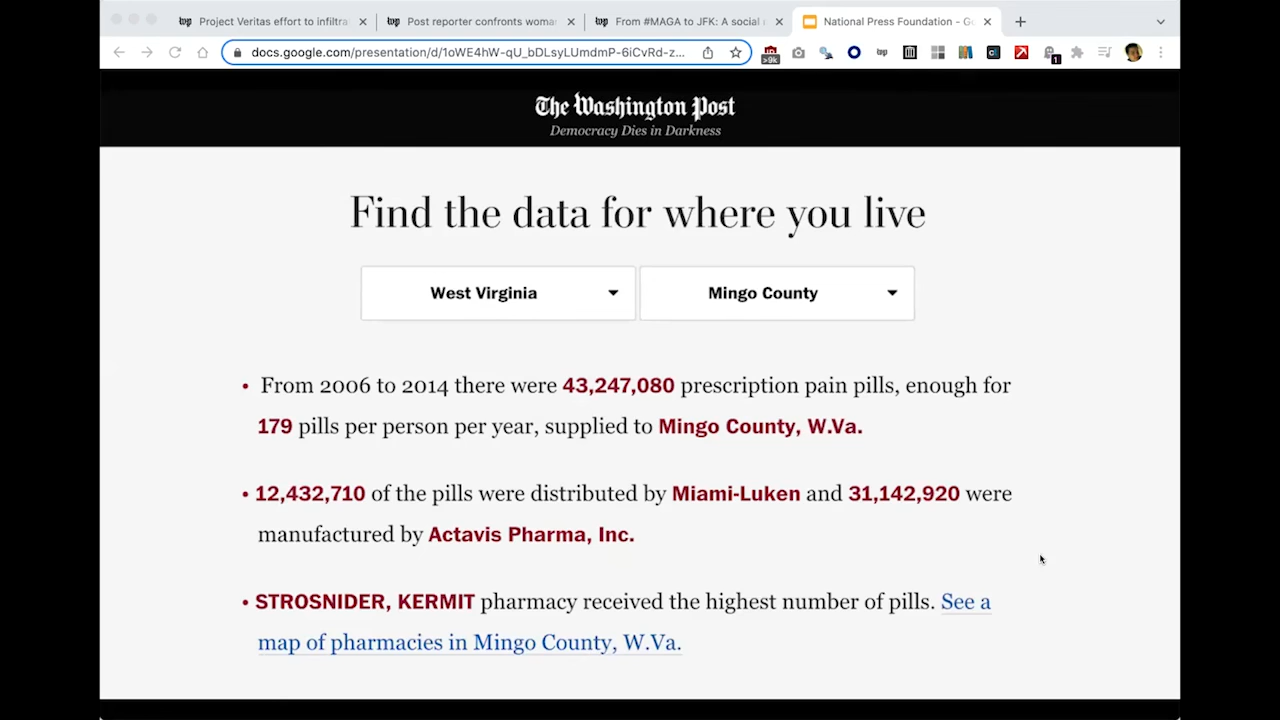 Project Veritas effort to infiltra
Post reporter confronts woma
From #MAGA to JFK: A social
National Press Foundation - Go
docs.google.com/presentation/d/1oWE4hW-qU_bDLsyLUmdmP-6iCvRd-z...
>9k
wp
1
The Washington Post
Democracy Dies in Darkness
Find the data for where you live
West Virginia
Mingo County
• From 2006 to 2014 there were 43,247,080 prescription pain pills, enough for
179 pills per person per year, supplied to Mingo County, W.Va.
• 12,432,710 of the pills were distributed by Miami-Luken and 31,142,920 were
manufactured by Actavis Pharma, Inc.
• STROSNIDER, KERMIT pharmacy received the highest number of pills. See a
map of pharmacies in Mingo County, W.Va.